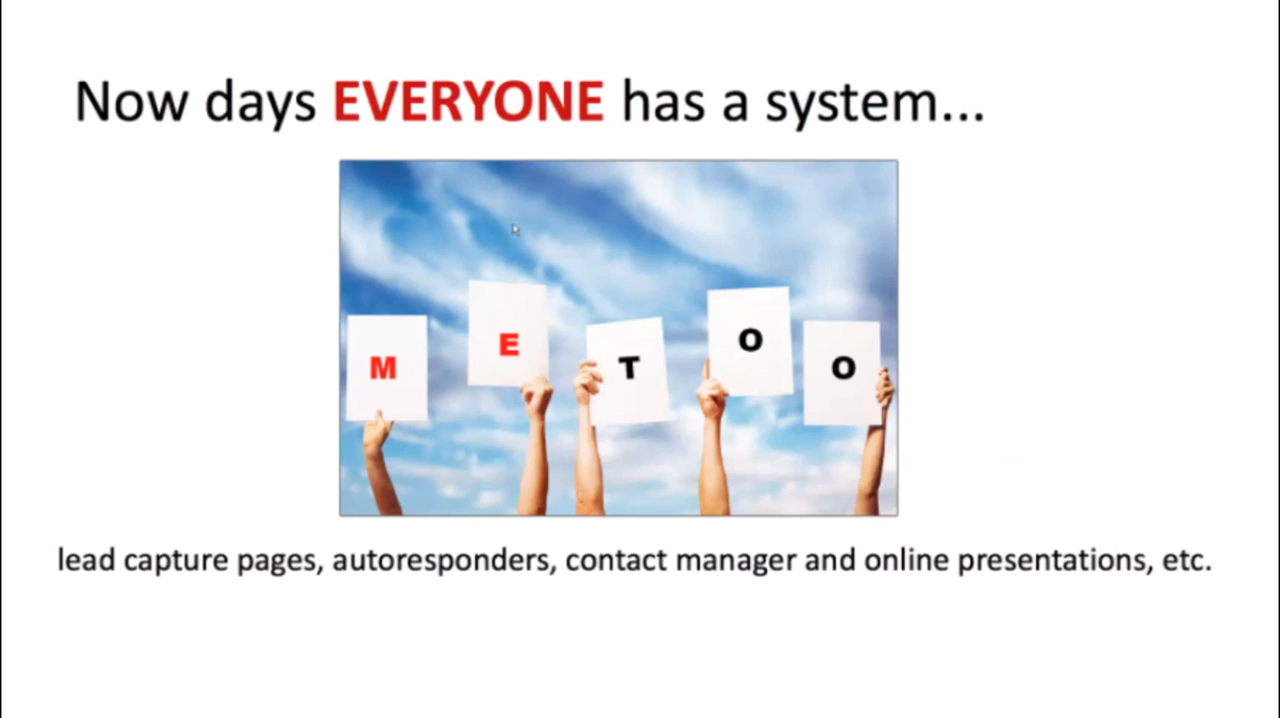 Now days EVERYONE has a system...
M E T O O
lead capture pages, autoresponders, contact manager and online presentations, etc.